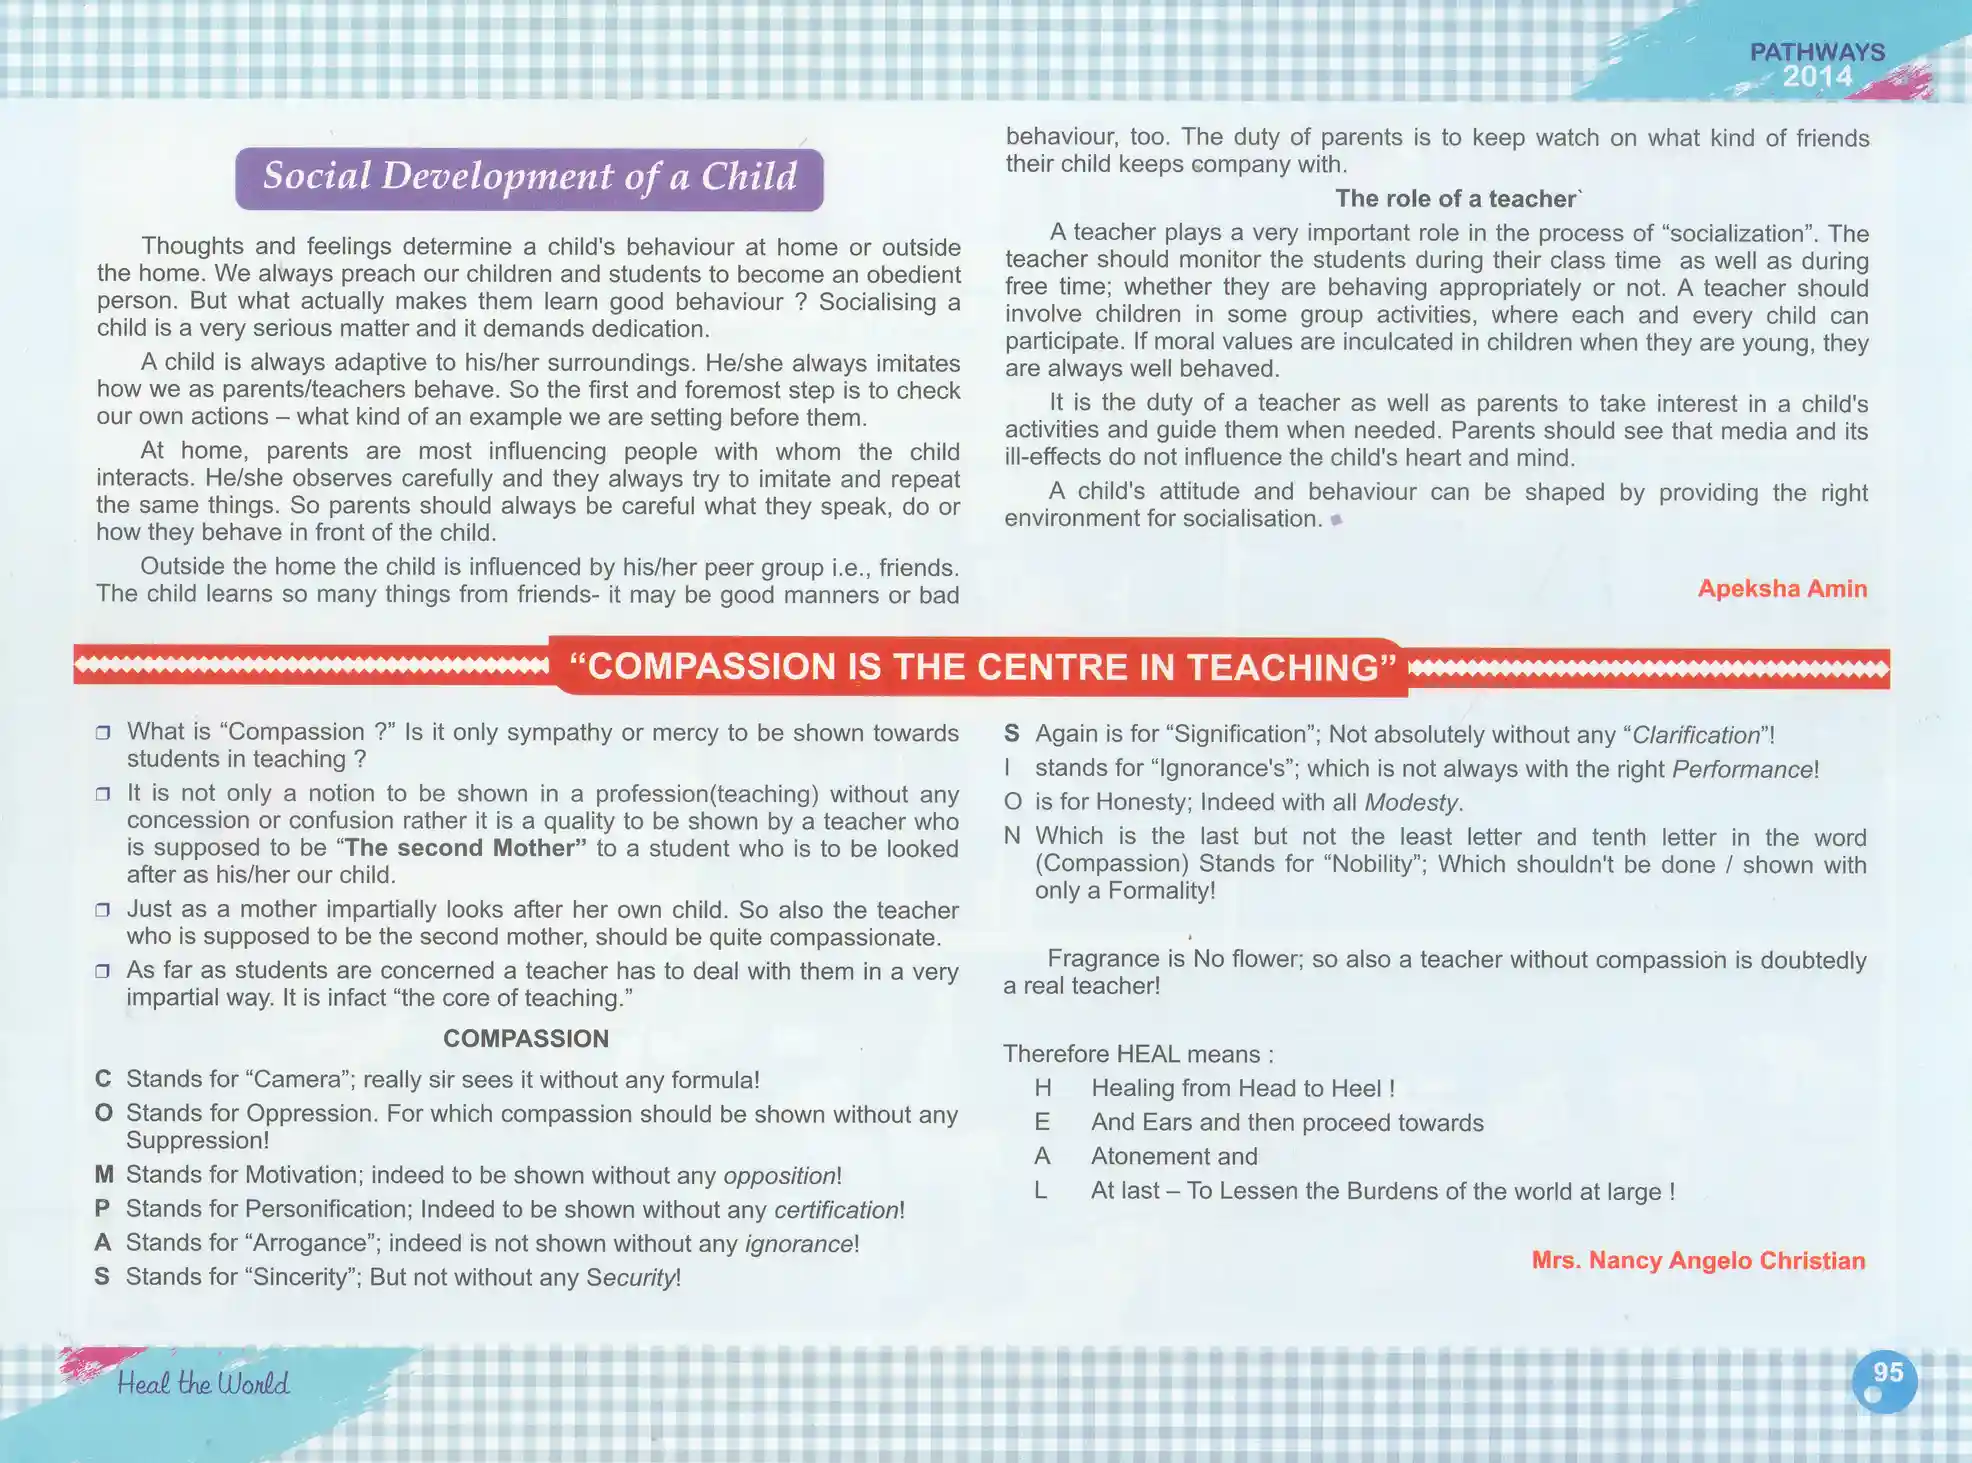 PATHWAYS
2014
Social Development of a Child
Thoughts and feelings determine a child's behaviour at home or outside
the home. We always preach our children and students to become an obedient
person. But what actually makes them learn good behaviour ? Socialising a
child is a very serious matter and it demands dedication.
A child is always adaptive to his/her surroundings. He/she always imitates
how we as parents/teachers behave. So the first and foremost step is to check
our own actions – what kind of an example we are setting before them.
At home, parents are most influencing people with whom the child
interacts. He/she observes carefully and they always try to imitate and repeat
the same things. So parents should always be careful what they speak, do or
how they behave in front of the child.
Outside the home the child is influenced by his/her peer group i.e., friends.
The child learns so many things from friends- it may be good manners or bad
behaviour, too. The duty of parents is to keep watch on what kind of friends
their child keeps company with.
The role of a teacher`
A teacher plays a very important role in the process of “socialization”. The
teacher should monitor the students during their class time as well as during
free time; whether they are behaving appropriately or not. A teacher should
involve children in some group activities, where each and every child can
participate. If moral values are inculcated in children when they are young, they
are always well behaved.
It is the duty of a teacher as well as parents to take interest in a child's
activities and guide them when needed. Parents should see that media and its
ill-effects do not influence the child's heart and mind.
A child's attitude and behaviour can be shaped by providing the right
environment for socialisation.
Apeksha Amin
“COMPASSION IS THE CENTRE IN TEACHING”
❒ What is “Compassion ?” Is it only sympathy or mercy to be shown towards
students in teaching ?
❒ It is not only a notion to be shown in a profession(teaching) without any
concession or confusion rather it is a quality to be shown by a teacher who
is supposed to be “The second Mother” to a student who is to be looked
after as his/her our child.
❒ Just as a mother impartially looks after her own child. So also the teacher
who is supposed to be the second mother, should be quite compassionate.
❒ As far as students are concerned a teacher has to deal with them in a very
impartial way. It is infact “the core of teaching.”
COMPASSION
C Stands for “Camera”; really sir sees it without any formula!
O Stands for Oppression. For which compassion should be shown without any
Suppression!
M Stands for Motivation; indeed to be shown without any opposition!
P Stands for Personification; Indeed to be shown without any certification!
A Stands for “Arrogance”; indeed is not shown without any ignorance!
S Stands for “Sincerity”; But not without any Security!
S Again is for “Signification”; Not absolutely without any “Clarification”!
I stands for “Ignorance's”; which is not always with the right Performance!
O is for Honesty; Indeed with all Modesty.
N Which is the last but not the least letter and tenth letter in the word
(Compassion) Stands for “Nobility”; Which shouldn't be done / shown with
only a Formality!
Fragrance is No flower; so also a teacher without compassion is doubtedly
a real teacher!
Therefore HEAL means :
H Healing from Head to Heel !
E And Ears and then proceed towards
A Atonement and
L At last – To Lessen the Burdens of the world at large !
Mrs. Nancy Angelo Christian
Heal the World
95